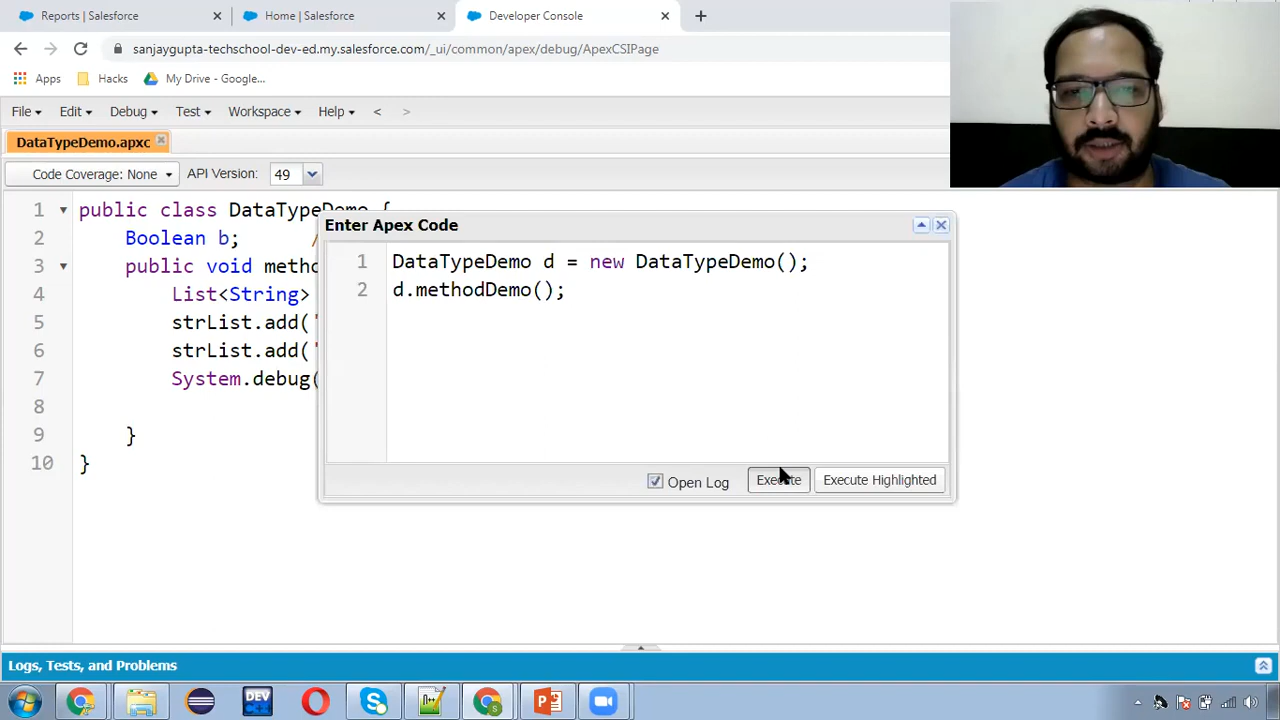 Reports | Salesforce
Home | Salesforce
Developer Console
sanjaygupta-techschool-dev-ed.my.salesforce.com/_ui/common/apex/debug/ApexCSIPage
Apps
Hacks
My Drive - Google...
File
Edit
Debug
Test
Workspace
Help
<
>
DataTypeDemo.apxc
Code Coverage: None
API Version:
49
1 public class DataTypeDemo {
2 Boolean b; /
3 public void metho
4 List<String>
5 strList.add('
6 strList.add('
7 System.debug(
8
9 }
10 }
Enter Apex Code
1 DataTypeDemo d = new DataTypeDemo();
2 d.methodDemo();
Open Log
Execute
Execute Highlighted
Logs, Tests, and Problems
DEV
C++